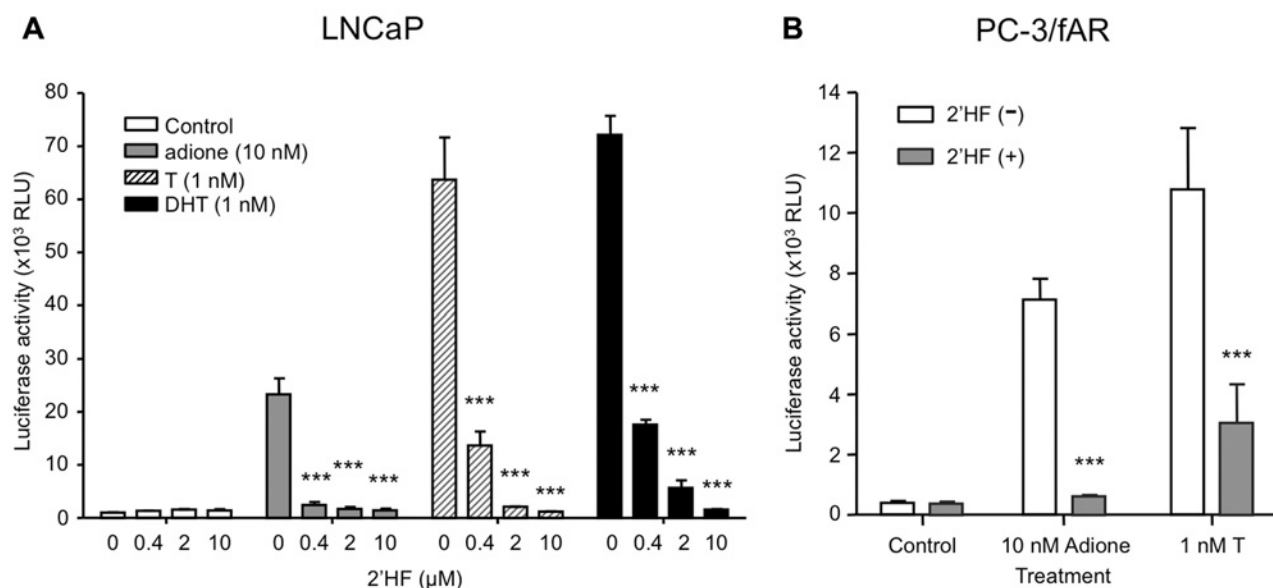 A
LNCaP
Luciferase activity (x10³ RLU)
80
70
60
50
40
30
20
10
0
Control
adione (10 nM)
T (1 nM)
DHT (1 nM)
*** *** ***
*** *** ***
*** *** ***
0 0.4 2 10 0 0.4 2 10 0 0.4 2 10 0 0.4 2 10
2'HF (µM)
B
PC-3/fAR
Luciferase activity (x10³ RLU)
14
12
10
8
6
4
2
0
2'HF (−)
2'HF (+)
***
***
Control 10 nM Adione 1 nM T
Treatment